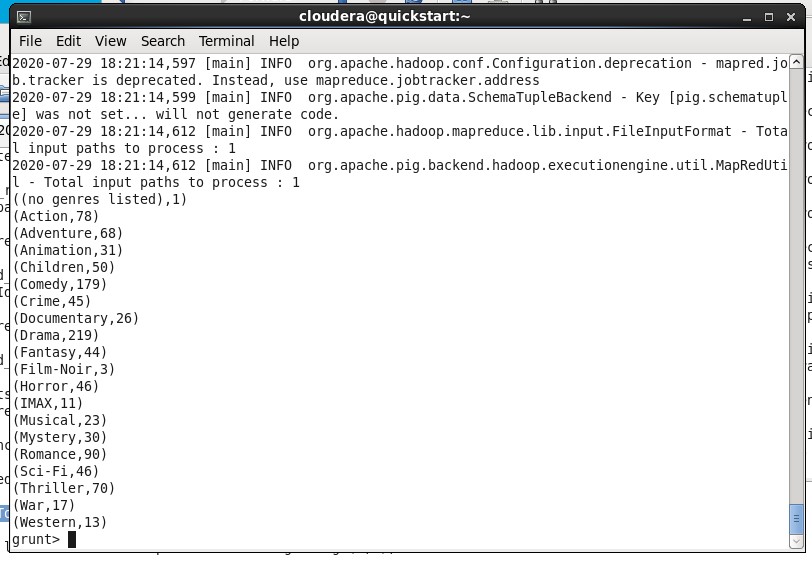 cloudera@quickstart:~
File Edit View Search Terminal Help
2020-07-29 18:21:14,597 [main] INFO  org.apache.hadoop.conf.Configuration.deprecation - mapred.jo
b.tracker is deprecated. Instead, use mapreduce.jobtracker.address
2020-07-29 18:21:14,599 [main] INFO  org.apache.pig.data.SchemaTupleBackend - Key [pig.schematupl
e] was not set... will not generate code.
2020-07-29 18:21:14,612 [main] INFO  org.apache.hadoop.mapreduce.lib.input.FileInputFormat - Tota
l input paths to process : 1
2020-07-29 18:21:14,612 [main] INFO  org.apache.pig.backend.hadoop.executionengine.util.MapRedUti
l - Total input paths to process : 1
((no genres listed),1)
(Action,78)
(Adventure,68)
(Animation,31)
(Children,50)
(Comedy,179)
(Crime,45)
(Documentary,26)
(Drama,219)
(Fantasy,44)
(Film-Noir,3)
(Horror,46)
(IMAX,11)
(Musical,23)
(Mystery,30)
(Romance,90)
(Sci-Fi,46)
(Thriller,70)
(War,17)
(Western,13)
grunt>